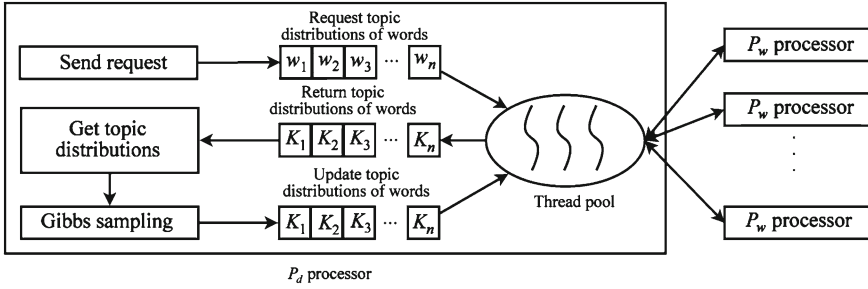 Request topic
distributions of words
Send request
w1 w2 w3 ... wn
Return topic
distributions of words
Get topic
distributions
K1 K2 K3 ... Kn
Update topic
distributions of words
Gibbs sampling
K1 K2 K3 ... Kn
Thread pool
Pd processor
Pw processor
Pw processor
.
.
.
Pw processor